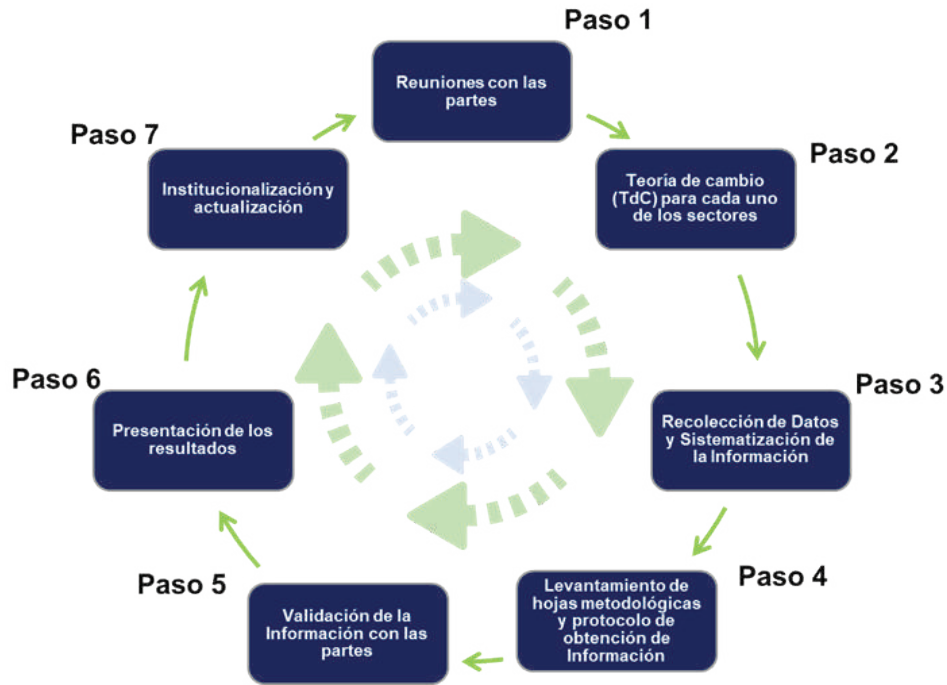 Paso 1
Reuniones con las
partes
Paso 2
Teoría de cambio
(TdC) para cada uno
de los sectores
Paso 3
Recolección de Datos
y Sistematización de
la Información
Paso 4
Levantamiento de
hojas metodológicas
y protocolo de
obtención de
Información
Paso 5
Validación de la
Información con las
partes
Paso 6
Presentación de los
resultados
Paso 7
Institucionalización y
actualización